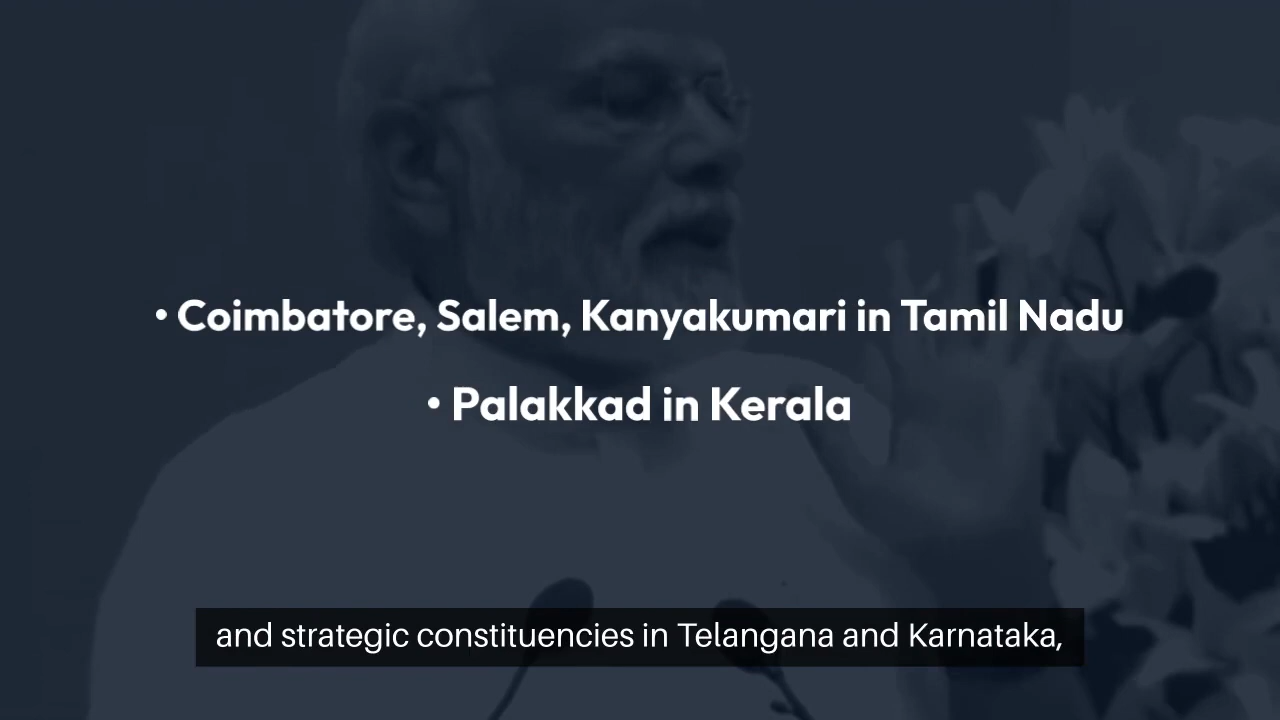 • Coimbatore, Salem, Kanyakumari in Tamil Nadu
• Palakkad in Kerala
and strategic constituencies in Telangana and Karnataka,